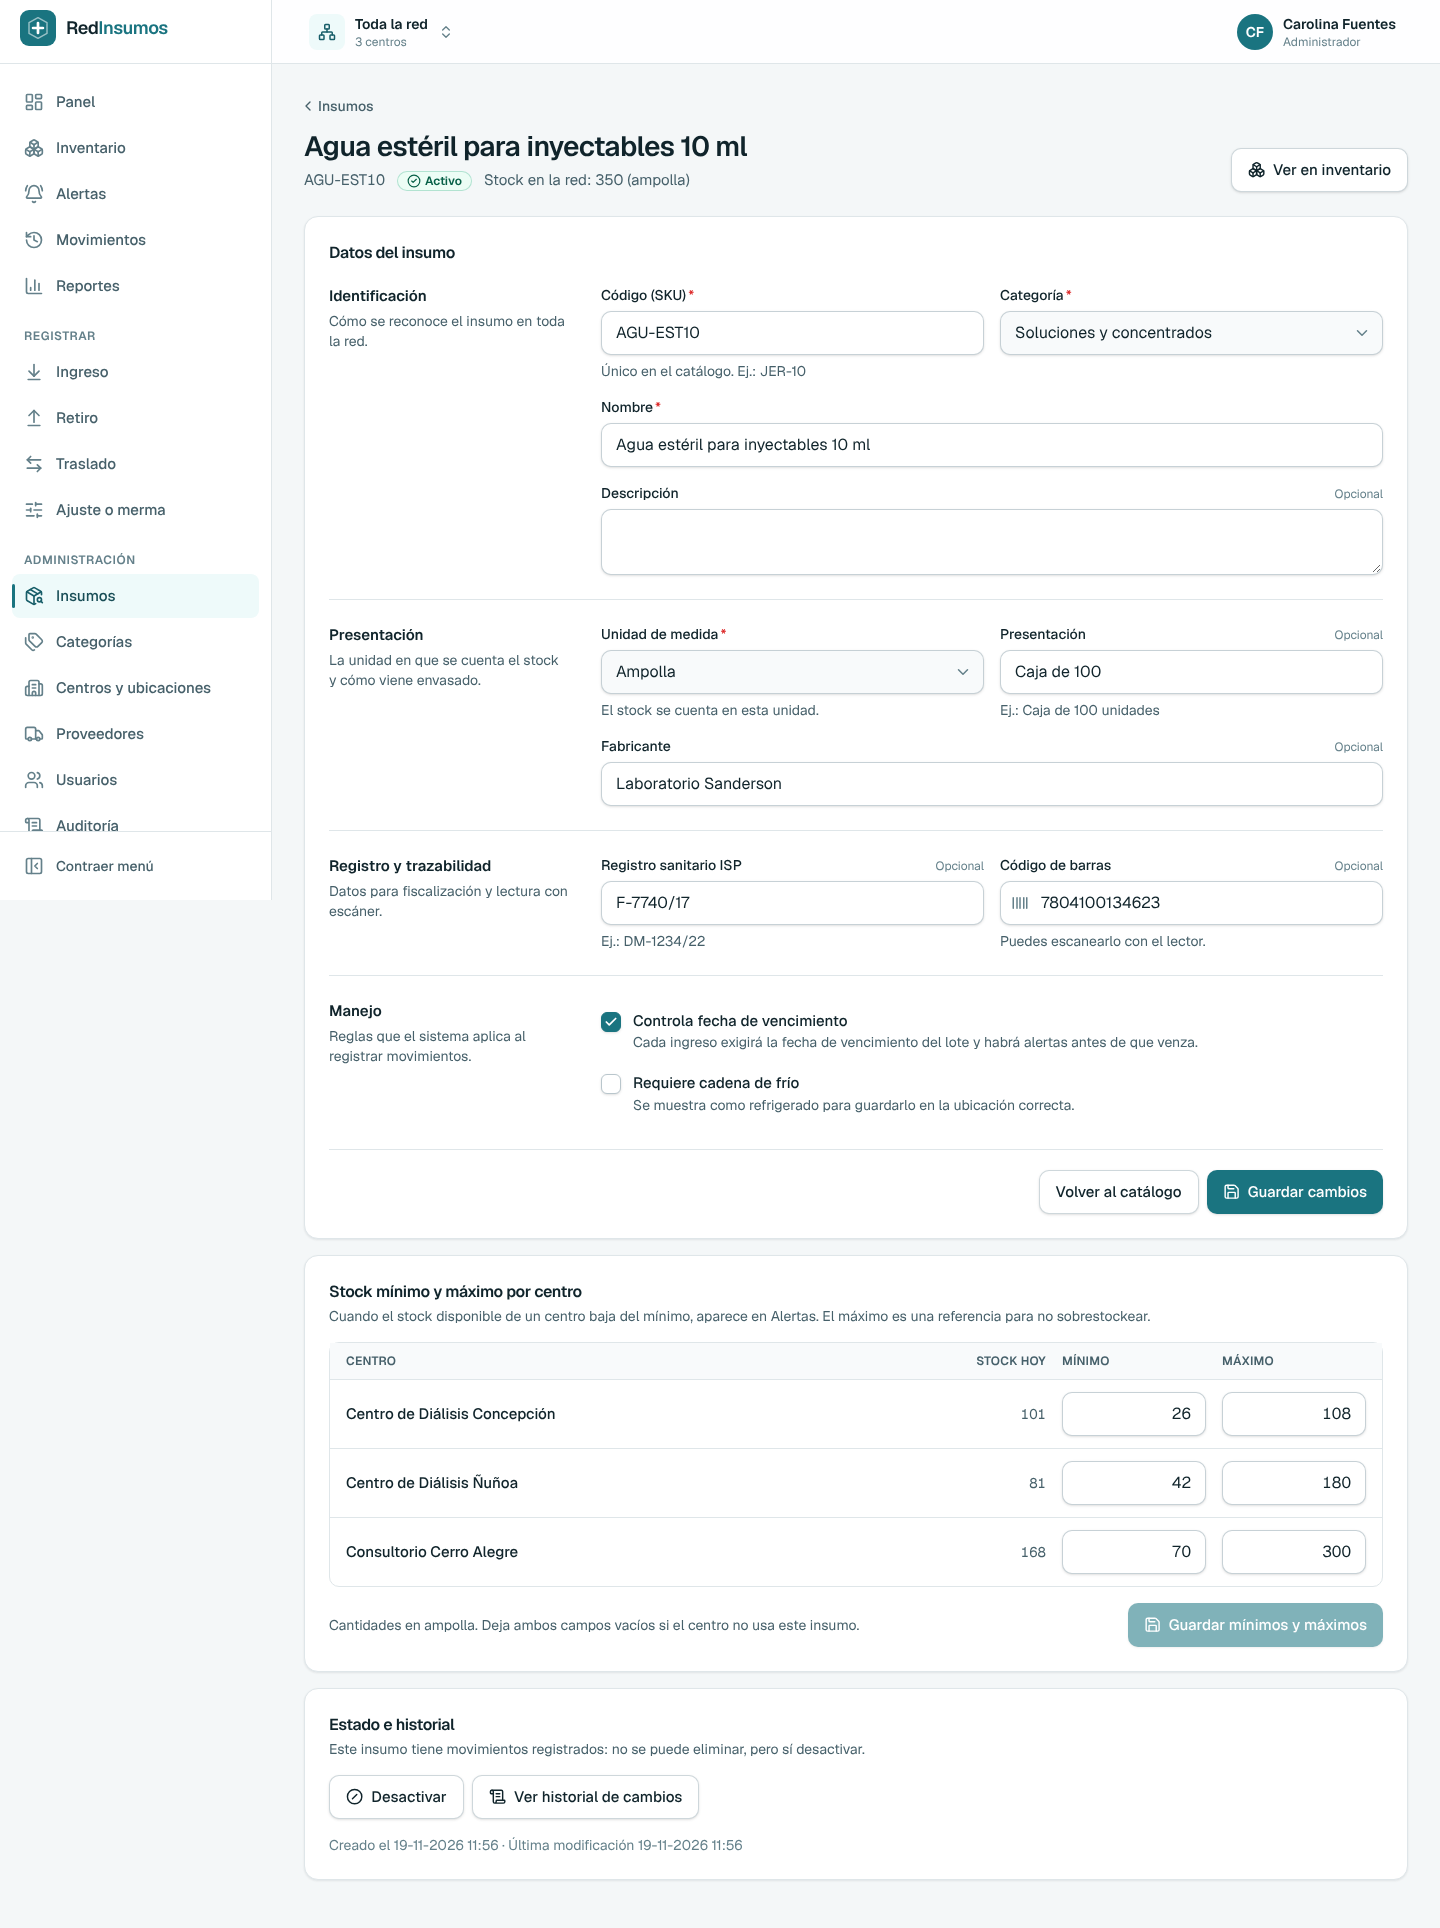 RedInsumos
Toda la red
3 centros
CF
Carolina Fuentes
Administrador
Panel
Inventario
Alertas
Movimientos
Reportes
REGISTRAR
Ingreso
Retiro
Traslado
Ajuste o merma
ADMINISTRACIÓN
Insumos
Categorías
Centros y ubicaciones
Proveedores
Usuarios
Auditoría
Contraer menú
Insumos
Agua estéril para inyectables 10 ml
AGU-EST10
Activo
Stock en la red: 350 (ampolla)
Ver en inventario
Datos del insumo
Identificación
Cómo se reconoce el insumo en toda
la red.
Código (SKU)*
AGU-EST10
Único en el catálogo. Ej.: JER-10
Categoría*
Soluciones y concentrados
Nombre*
Agua estéril para inyectables 10 ml
Descripción
Opcional
Presentación
La unidad en que se cuenta el stock
y cómo viene envasado.
Unidad de medida*
Ampolla
El stock se cuenta en esta unidad.
Presentación
Opcional
Caja de 100
Ej.: Caja de 100 unidades
Fabricante
Opcional
Laboratorio Sanderson
Registro y trazabilidad
Datos para fiscalización y lectura con
escáner.
Registro sanitario ISP
Opcional
F-7740/17
Ej.: DM-1234/22
Código de barras
Opcional
7804100134623
Puedes escanearlo con el lector.
Manejo
Reglas que el sistema aplica al
registrar movimientos.
Controla fecha de vencimiento
Cada ingreso exigirá la fecha de vencimiento del lote y habrá alertas antes de que venza.
Requiere cadena de frío
Se muestra como refrigerado para guardarlo en la ubicación correcta.
Volver al catálogo
Guardar cambios
Stock mínimo y máximo por centro
Cuando el stock disponible de un centro baja del mínimo, aparece en Alertas. El máximo es una referencia para no sobrestockear.
CENTRO STOCK HOY MÍNIMO MÁXIMO
Centro de Diálisis Concepción 101 26 108
Centro de Diálisis Ñuñoa 81 42 180
Consultorio Cerro Alegre 168 70 300
Cantidades en ampolla. Deja ambos campos vacíos si el centro no usa este insumo.
Guardar mínimos y máximos
Estado e historial
Este insumo tiene movimientos registrados: no se puede eliminar, pero sí desactivar.
Desactivar
Ver historial de cambios
Creado el 19-11-2026 11:56 · Última modificación 19-11-2026 11:56